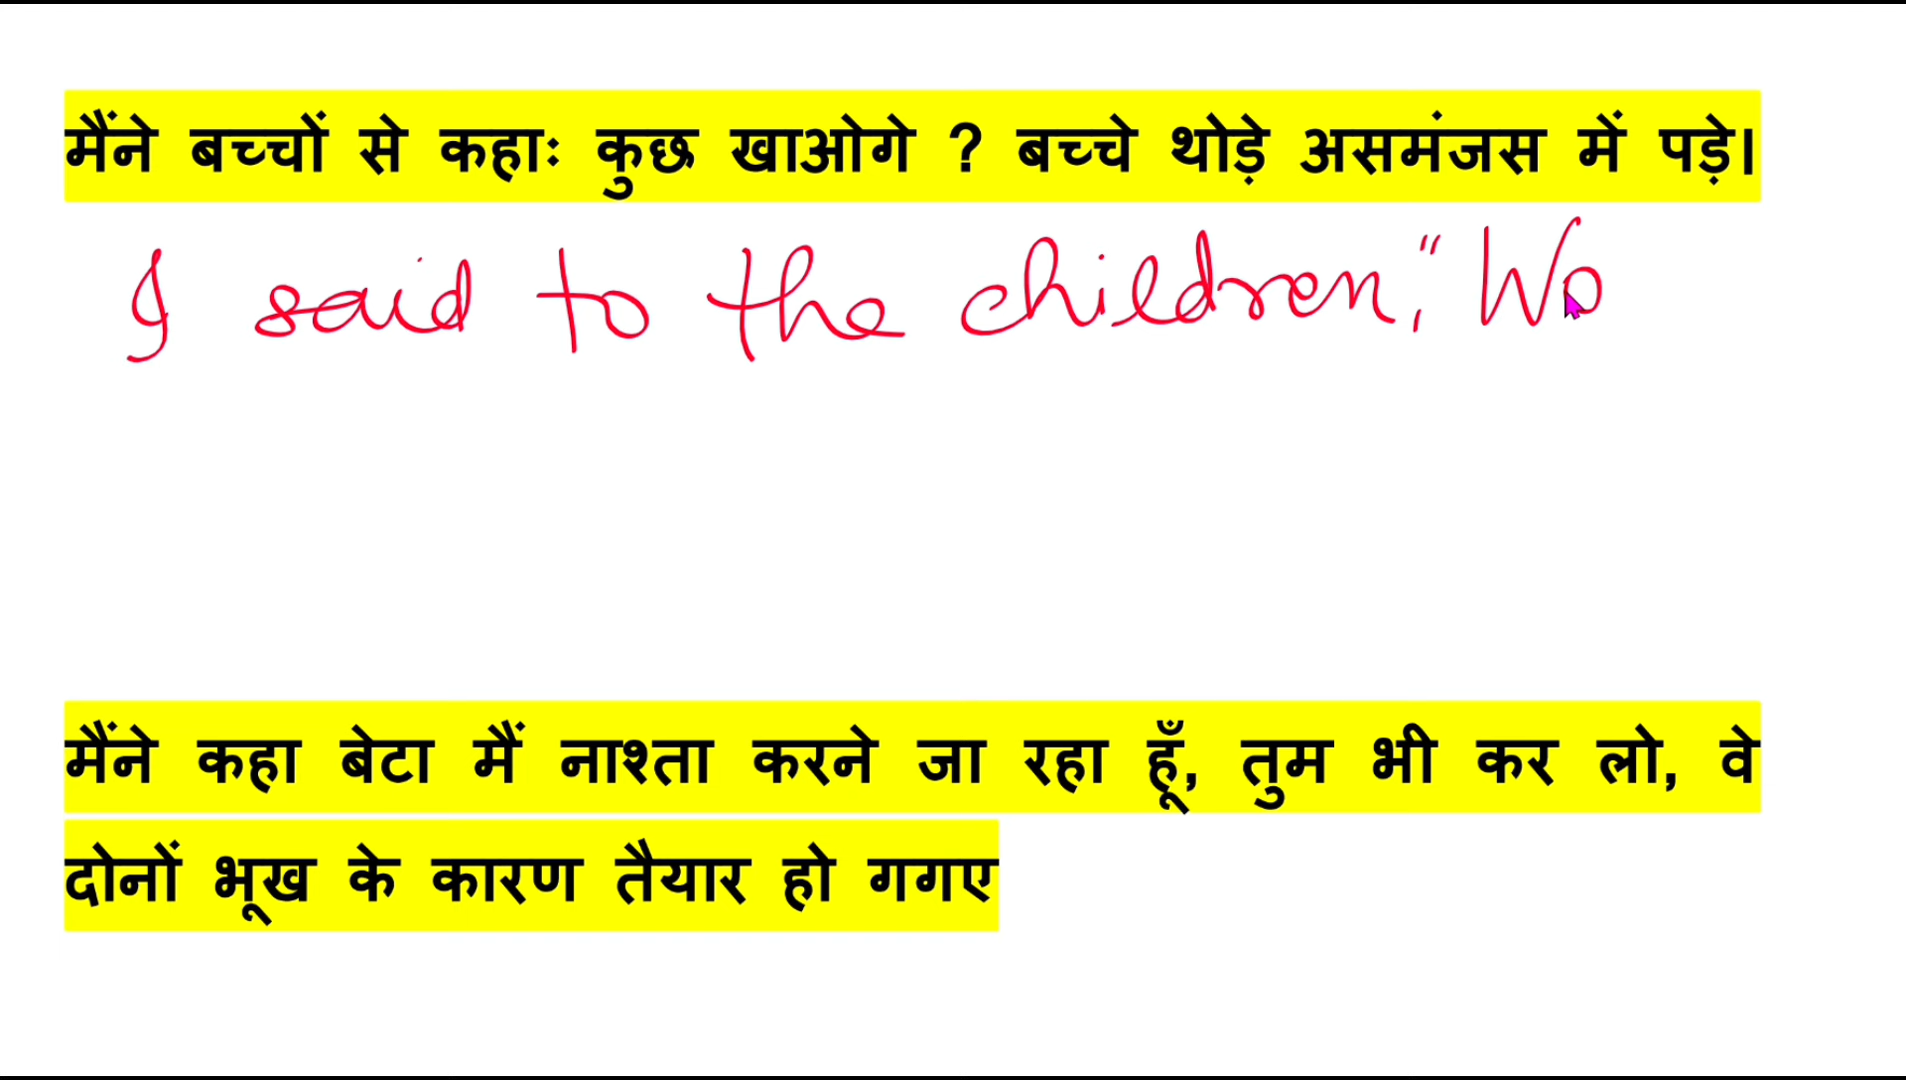 मैंने बच्चों से कहाः कुछ खाओगे ? बच्चे थोड़े असमंजस में पड़े।
I said to the children, " Wo
मैंने कहा बेटा मैं नाश्ता करने जा रहा हूँ, तुम भी कर लो, वे
दोनों भूख के कारण तैयार हो गगए